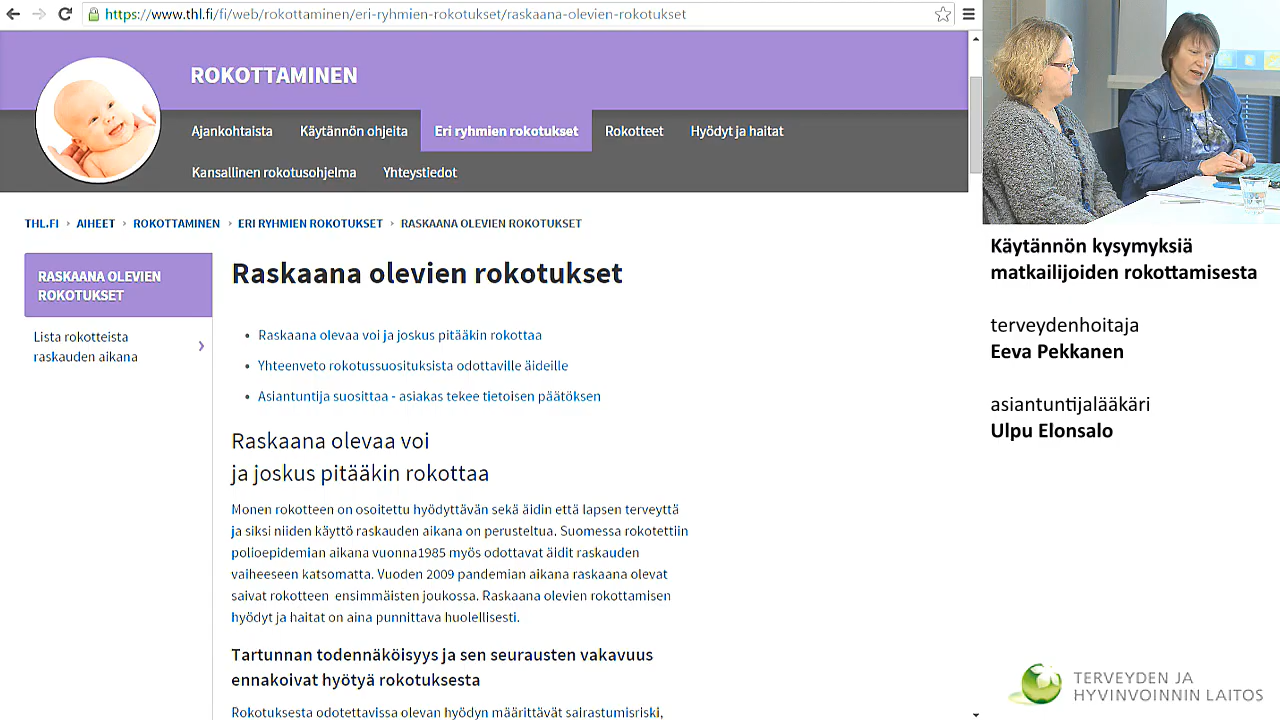 https://www.thl.fi/fi/web/rokottaminen/eri-ryhmien-rokotukset/raskaana-olevien-rokotukset
ROKOTTAMINEN
Ajankohtaista
Käytännön ohjeita
Eri ryhmien rokotukset
Rokotteet
Hyödyt ja haitat
Kansallinen rokotusohjelma
Yhteystiedot
THL.FI › AIHEET › ROKOTTAMINEN › ERI RYHMIEN ROKOTUKSET › RASKAANA OLEVIEN ROKOTUKSET
RASKAANA OLEVIEN
ROKOTUKSET
Lista rokotteista
raskauden aikana
Raskaana olevien rokotukset
• Raskaana olevaa voi ja joskus pitääkin rokottaa
• Yhteenveto rokotussuosituksista odottaville äideille
• Asiantuntija suosittaa - asiakas tekee tietoisen päätöksen
Raskaana olevaa voi
ja joskus pitääkin rokottaa
Monen rokotteen on osoitettu hyödyttävän sekä äidin että lapsen terveyttä
ja siksi niiden käyttö raskauden aikana on perusteltua. Suomessa rokotettiin
polioepidemian aikana vuonna1985 myös odottavat äidit raskauden
vaiheeseen katsomatta. Vuoden 2009 pandemian aikana raskaana olevat
saivat rokotteen ensimmäisten joukossa. Raskaana olevien rokottamisen
hyödyt ja haitat on aina punnittava huolellisesti.
Tartunnan todennäköisyys ja sen seurausten vakavuus
ennakoivat hyötyä rokotuksesta
Rokotuksesta odotettavissa olevan hyödyn määrittävät sairastumisriski,
Käytännön kysymyksiä
matkailijoiden rokottamisesta
terveydenhoitaja
Eeva Pekkanen
asiantuntijalääkäri
Ulpu Elonsalo
TERVEYDEN JA
HYVINVOINNIN LAITOS